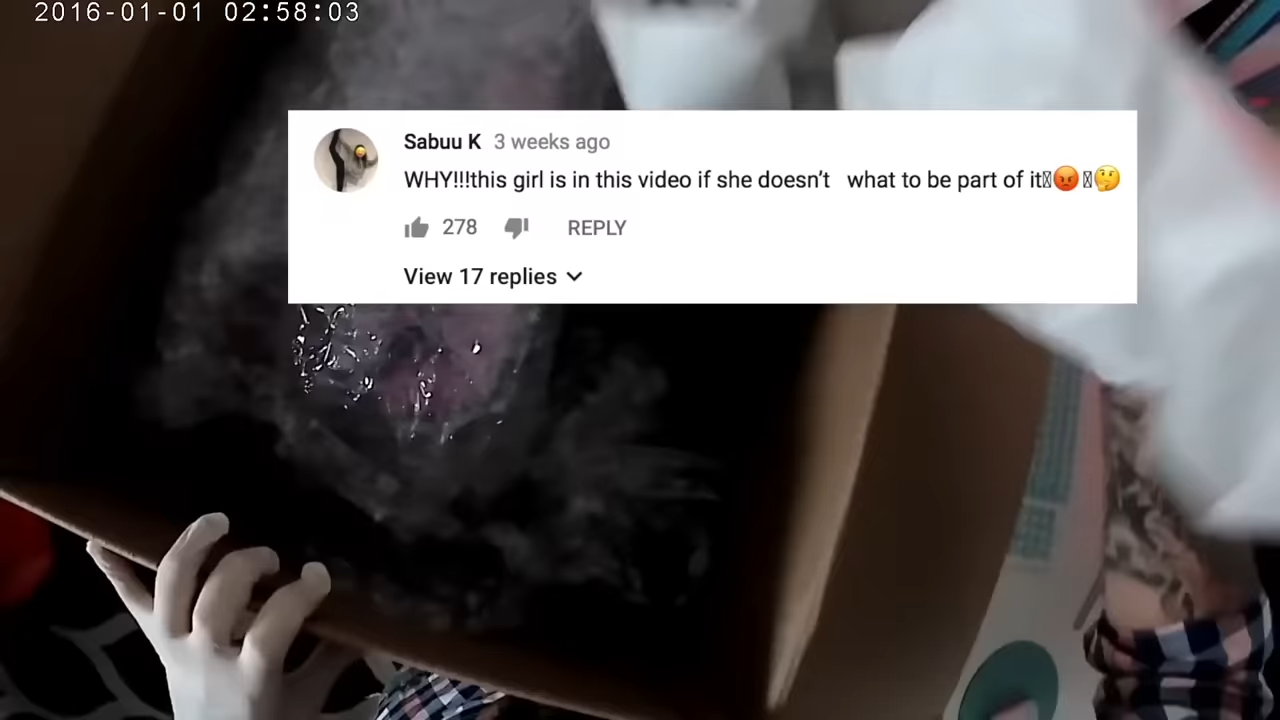 2016-01-01 02:58:03
Sabuu K 3 weeks ago
WHY!!!this girl is in this video if she doesn’t what to be part of it😡🤔
278 REPLY
View 17 replies